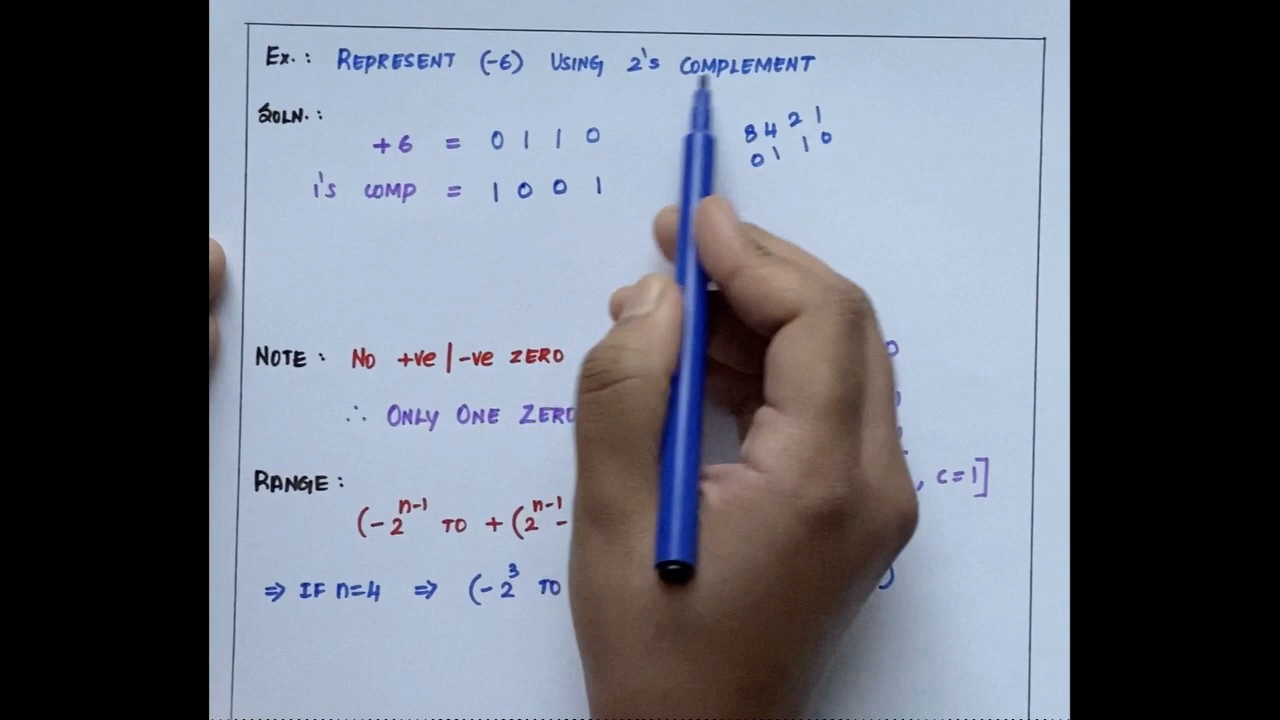 Ex.: REPRESENT (-6) USING 2's COMPLEMENT
SOLN.:
+6 = 0 1 1 0
8 4 2 1
0 1 1 0
1's COMP = 1 0 0 1
NOTE: NO +ve | -ve ZERO
∴ ONLY ONE ZERO
RANGE:
, c=1]
(-2^{n-1} TO +(2^{n-1} -
⇒ IF n=4 ⇒ (-2^3 TO )